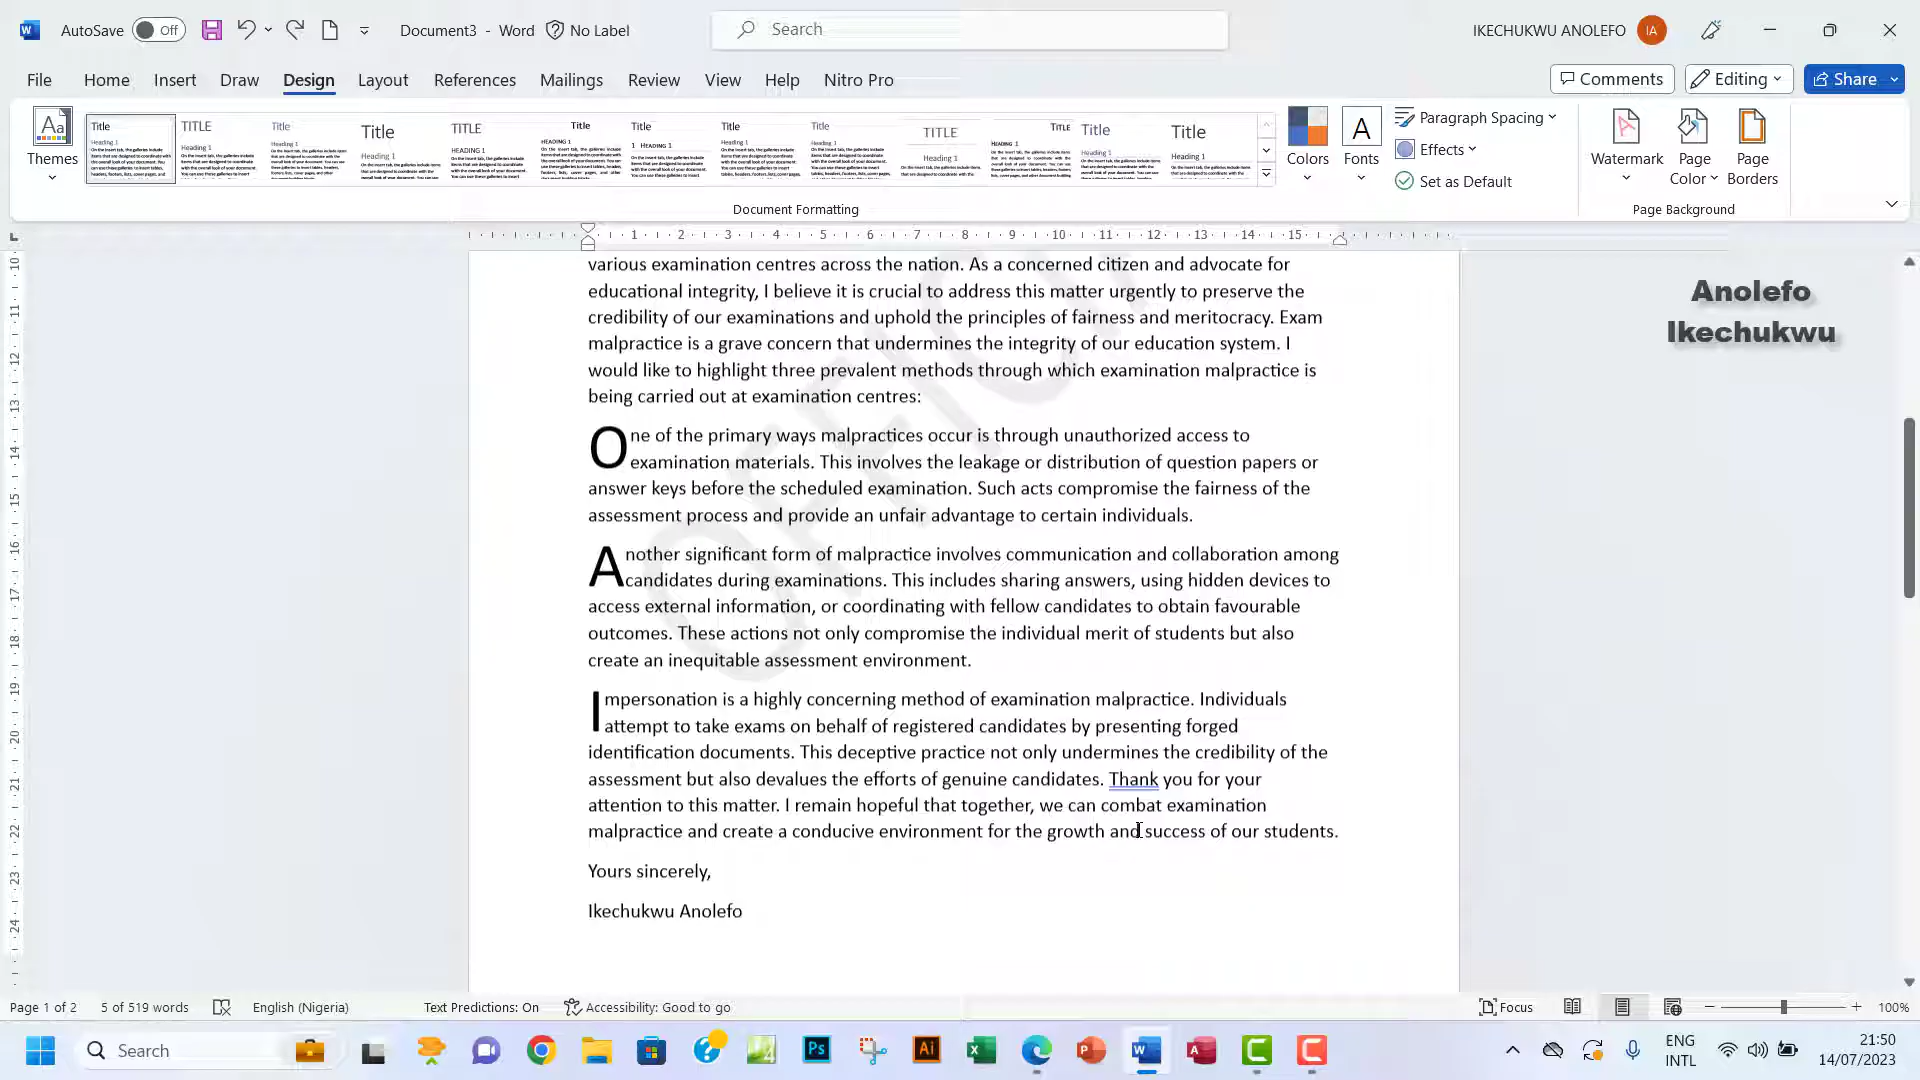 AutoSave Off Document3 - Word No Label Search IKECHUKWU ANOLEFO IA
File Home Insert Draw Design Layout References Mailings Review View Help Nitro Pro Comments Editing Share
Themes
Colors
Fonts
Paragraph Spacing
Effects
Set as Default
Watermark
Page Color
Page Borders
Document Formatting
Page Background
Anolefo
Ikechukwu
various examination centres across the nation. As a concerned citizen and advocate for
educational integrity, I believe it is crucial to address this matter urgently to preserve the
credibility of our examinations and uphold the principles of fairness and meritocracy. Exam
malpractice is a grave concern that undermines the integrity of our education system. I
would like to highlight three prevalent methods through which examination malpractice is
being carried out at examination centres:
One of the primary ways malpractices occur is through unauthorized access to
examination materials. This involves the leakage or distribution of question papers or
answer keys before the scheduled examination. Such acts compromise the fairness of the
assessment process and provide an unfair advantage to certain individuals.
Another significant form of malpractice involves communication and collaboration among
candidates during examinations. This includes sharing answers, using hidden devices to
access external information, or coordinating with fellow candidates to obtain favourable
outcomes. These actions not only compromise the individual merit of students but also
create an inequitable assessment environment.
Impersonation is a highly concerning method of examination malpractice. Individuals
attempt to take exams on behalf of registered candidates by presenting forged
identification documents. This deceptive practice not only undermines the credibility of the
assessment but also devalues the efforts of genuine candidates. Thank you for your
attention to this matter. I remain hopeful that together, we can combat examination
malpractice and create a conducive environment for the growth and success of our students.
Yours sincerely,
Ikechukwu Anolefo
Page 1 of 2 5 of 519 words English (Nigeria) Text Predictions: On Accessibility: Good to go Focus 100%
Search
ENG
INTL
21:50
14/07/2023